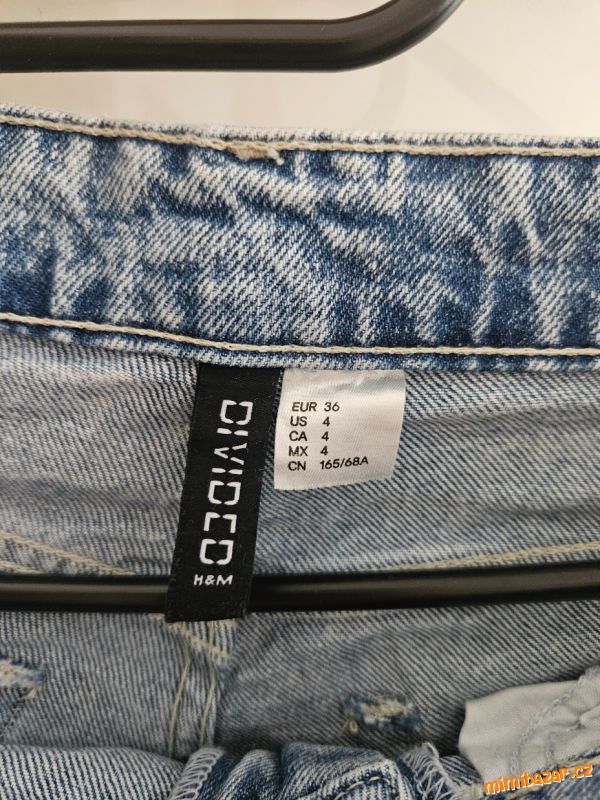 DIVIDED
H&M
EUR 36
US 4
CA 4
MX 4
CN 165/68A
mimibazar.cz